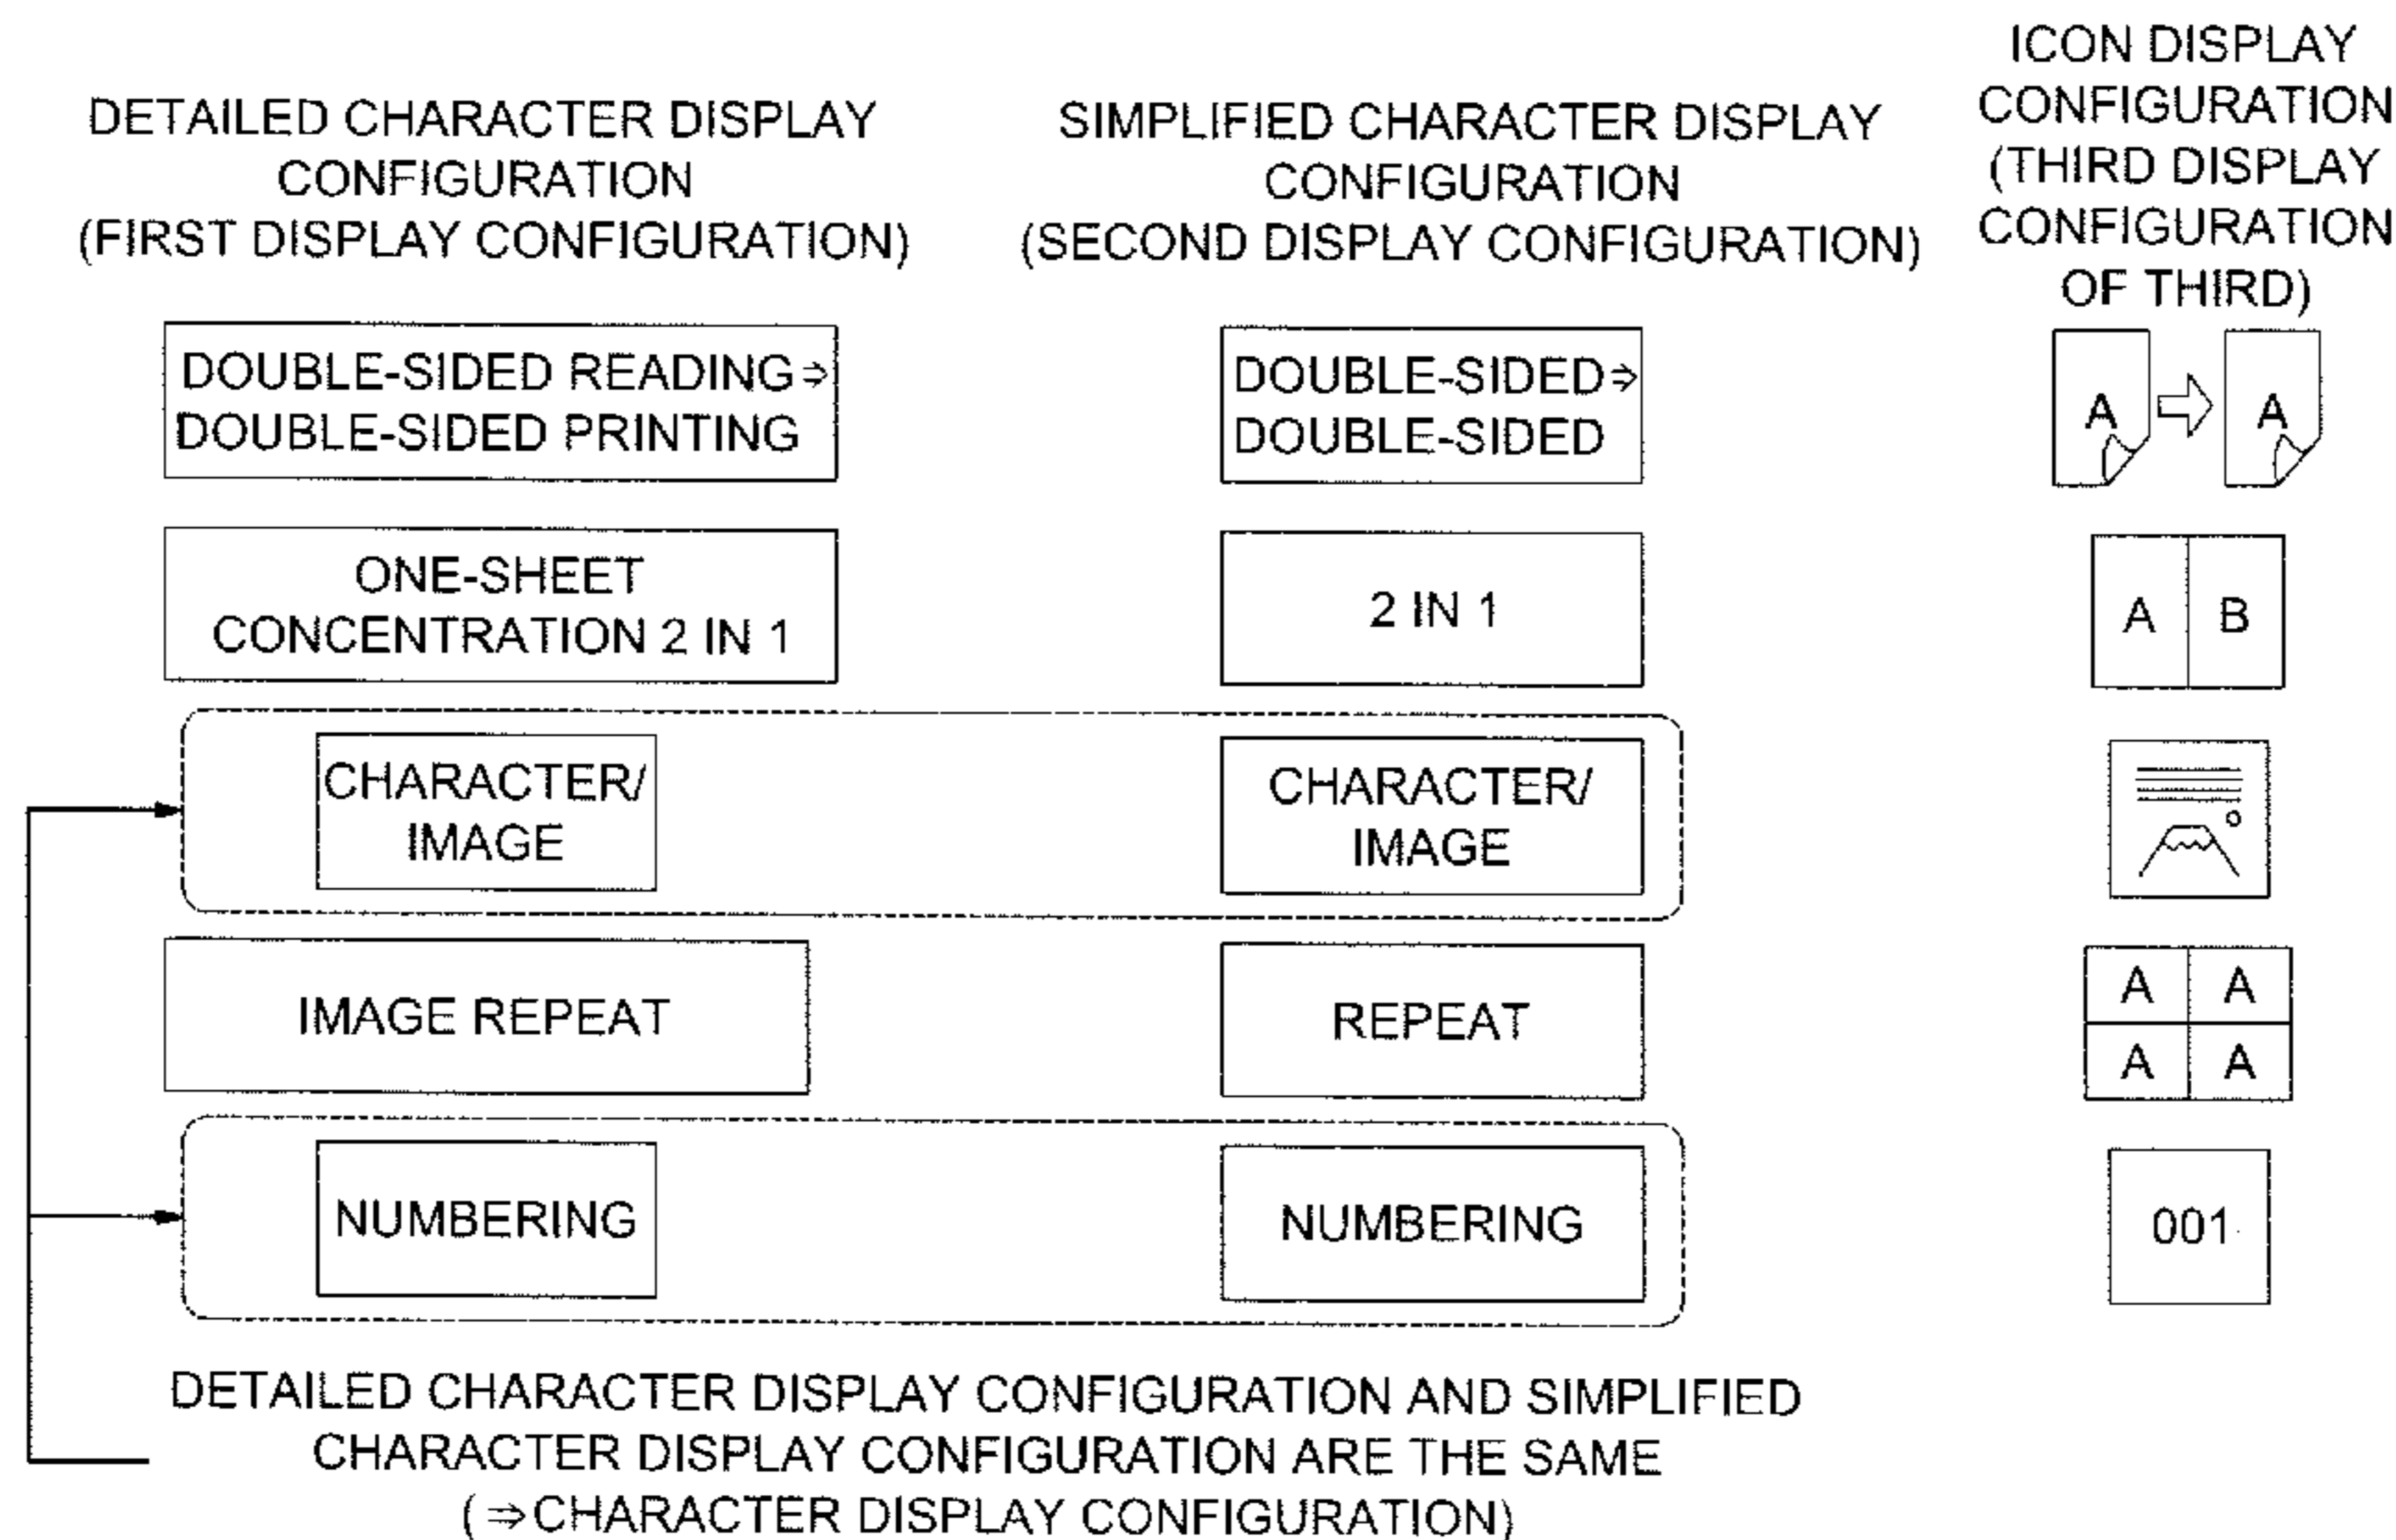 DETAILED CHARACTER DISPLAY
CONFIGURATION
(FIRST DISPLAY CONFIGURATION)
SIMPLIFIED CHARACTER DISPLAY
CONFIGURATION
(SECOND DISPLAY CONFIGURATION)
ICON DISPLAY
CONFIGURATION
(THIRD DISPLAY
CONFIGURATION
OF THIRD)
DOUBLE-SIDED READING⇒
DOUBLE-SIDED PRINTING
DOUBLE-SIDED⇒
DOUBLE-SIDED
A ⇨ A
ONE-SHEET
CONCENTRATION 2 IN 1
2 IN 1
A B
CHARACTER/
IMAGE
CHARACTER/
IMAGE
IMAGE REPEAT
REPEAT
A A
A A
NUMBERING
NUMBERING
001
DETAILED CHARACTER DISPLAY CONFIGURATION AND SIMPLIFIED
CHARACTER DISPLAY CONFIGURATION ARE THE SAME
(⇒CHARACTER DISPLAY CONFIGURATION)